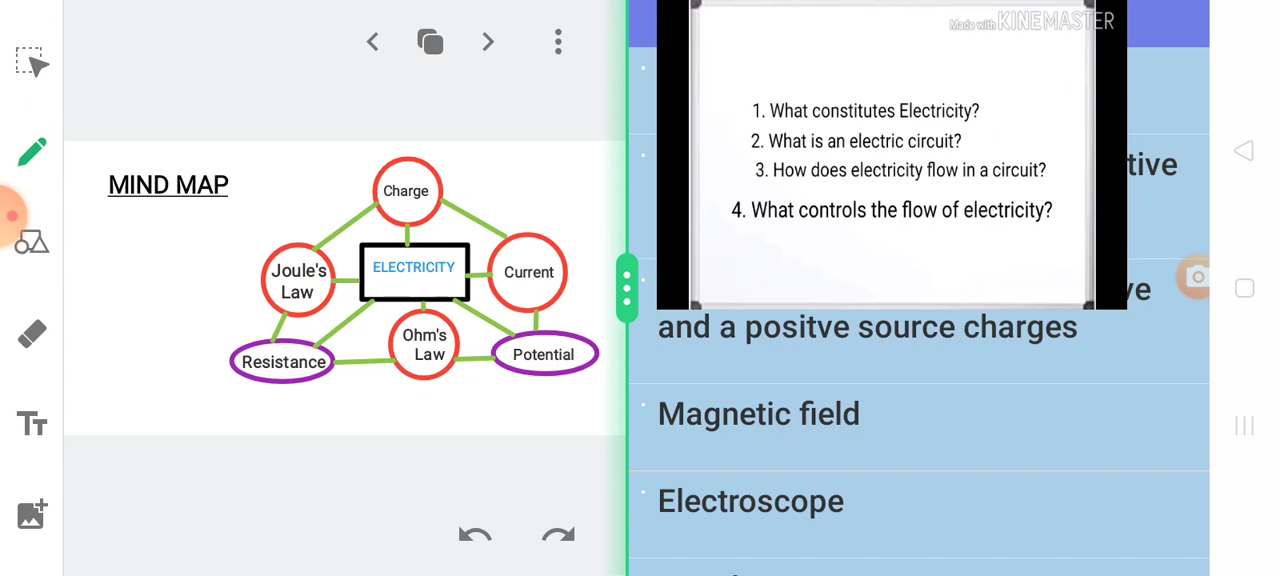 MIND MAP
Charge
Joule's
Law
ELECTRICITY
Current
Ohm's
Law
Resistance
Potential
Tт
Made with KINEMASTER
1. What constitutes Electricity?
2. What is an electric circuit?
3. How does electricity flow in a circuit?
4. What controls the flow of electricity?
tive
ve
and a positve source charges
Magnetic field
Electroscope